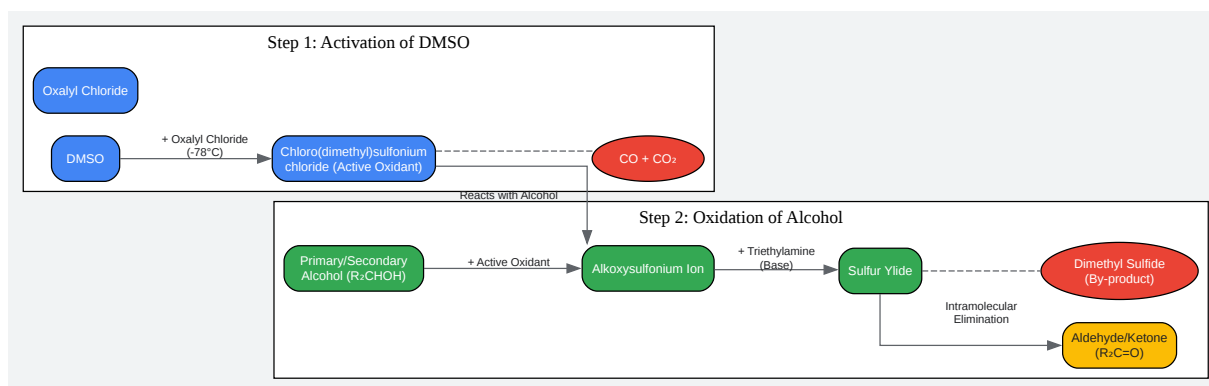 Step 1: Activation of DMSO
Oxalyl Chloride
DMSO
+ Oxalyl Chloride
(-78°C)
Chloro(dimethyl)sulfonium
chloride (Active Oxidant)
CO + CO₂
Reacts with Alcohol
Step 2: Oxidation of Alcohol
Primary/Secondary
Alcohol (R₂CHOH)
+ Active Oxidant
Alkoxysulfonium Ion
+ Triethylamine
(Base)
Sulfur Ylide
Dimethyl Sulfide
(By-product)
Intramolecular
Elimination
Aldehyde/Ketone
(R₂C=O)